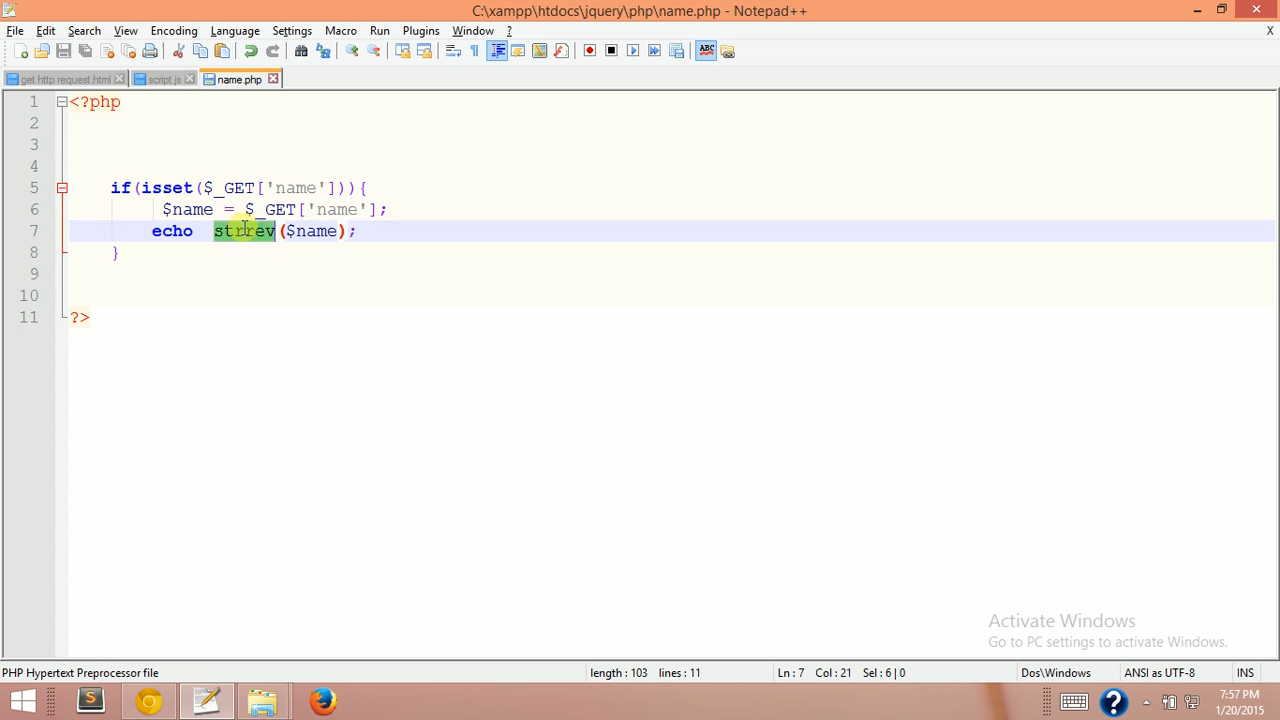 C:\xampp\htdocs\jquery\php\name.php - Notepad++
File Edit Search View Encoding Language Settings Macro Run Plugins Window ? X
get http request.html script.js name.php
1 <?php
2
3
4
5 if(isset($_GET['name'])){
6 $name = $_GET['name'];
7 echo strrev($name);
8 }
9
10
11 ?>
Activate Windows
Go to PC settings to activate Windows.
PHP Hypertext Preprocessor file length : 103 lines : 11 Ln : 7 Col : 21 Sel : 6 | 0 Dos\Windows ANSI as UTF-8 INS
7:57 PM
1/20/2015